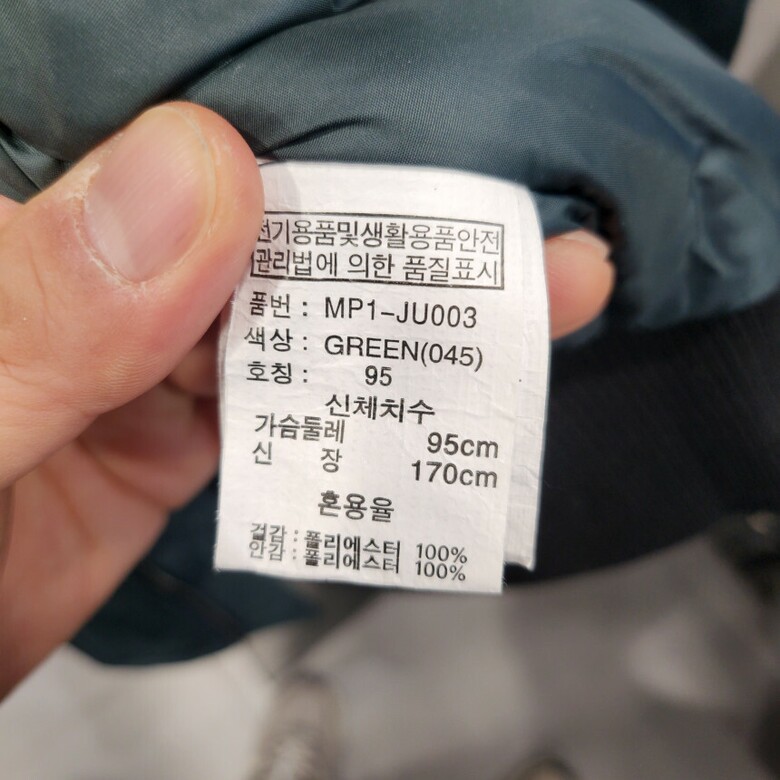 전기용품및생활용품안전
관리법에 의한 품질표시
품번 : MP1-JU003
색상 : GREEN(045)
호칭 : 95
신체치수
가슴둘레 95cm
신 장 170cm
혼용율
겉감 : 폴리에스터 100%
안감 : 폴리에스터 100%